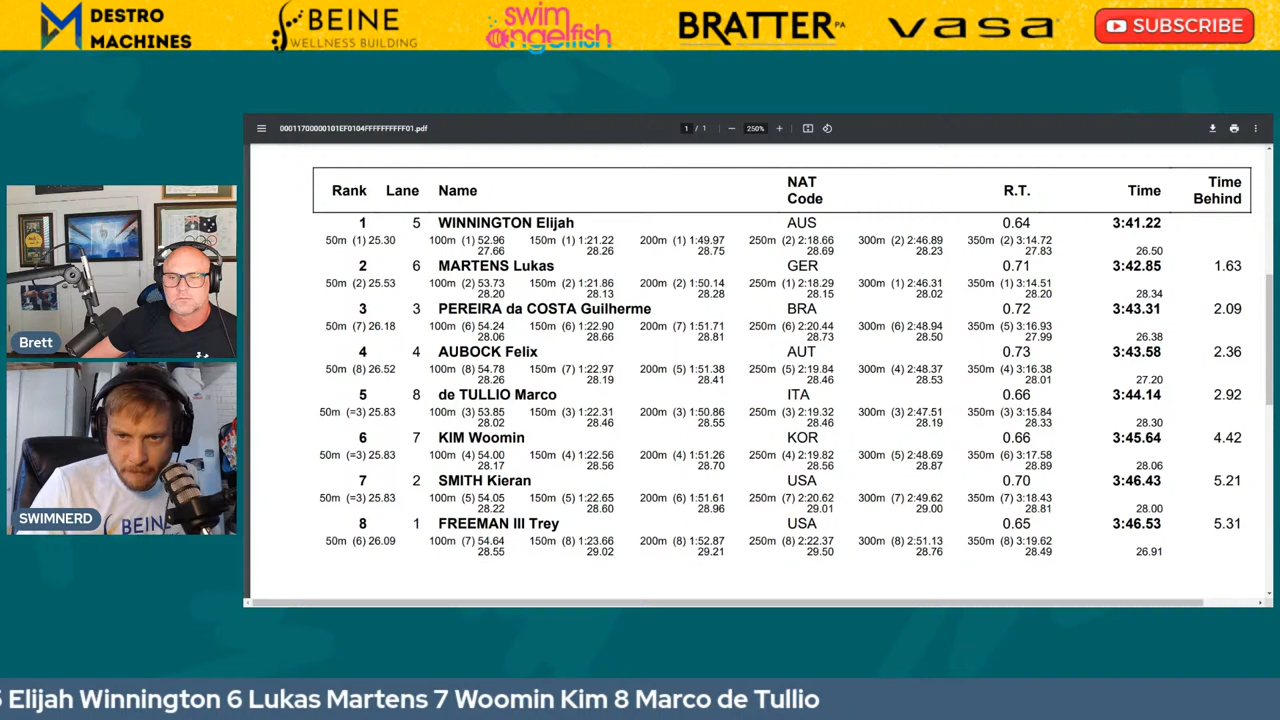 DESTRO
MACHINES
BEINE
WELLNESS BUILDING
swim
angelfish
BRATTER PA
vasa
SUBSCRIBE
00011700000101EF0104FFFFFFFFFF01.pdf
1 / 1
250%
Rank Lane Name NAT Code R.T. Time Time Behind
1 5 WINNINGTON Elijah AUS 0.64 3:41.22
50m (1) 25.30 100m (1) 52.96 150m (1) 1:21.22 200m (1) 1:49.97 250m (2) 2:18.66 300m (2) 2:46.89 350m (2) 3:14.72
27.66 28.26 28.75 28.69 28.23 27.83 26.50
2 6 MARTENS Lukas GER 0.71 3:42.85 1.63
50m (2) 25.53 100m (2) 53.73 150m (2) 1:21.86 200m (2) 1:50.14 250m (1) 2:18.29 300m (1) 2:46.31 350m (1) 3:14.51
28.20 28.13 28.28 28.15 28.02 28.20 28.34
3 3 PEREIRA da COSTA Guilherme BRA 0.72 3:43.31 2.09
50m (7) 26.18 100m (6) 54.24 150m (6) 1:22.90 200m (7) 1:51.71 250m (6) 2:20.44 300m (6) 2:48.94 350m (5) 3:16.93
28.06 28.66 28.81 28.73 28.50 27.99 26.38
4 4 AUBOCK Felix AUT 0.73 3:43.58 2.36
50m (8) 26.52 100m (8) 54.78 150m (7) 1:22.97 200m (5) 1:51.38 250m (5) 2:19.84 300m (4) 2:48.37 350m (4) 3:16.38
28.26 28.19 28.41 28.46 28.53 28.01 27.20
5 8 de TULLIO Marco ITA 0.66 3:44.14 2.92
50m (=3) 25.83 100m (3) 53.85 150m (3) 1:22.31 200m (3) 1:50.86 250m (3) 2:19.32 300m (3) 2:47.51 350m (3) 3:15.84
28.02 28.46 28.55 28.46 28.19 28.33 28.30
6 7 KIM Woomin KOR 0.66 3:45.64 4.42
50m (=3) 25.83 100m (4) 54.00 150m (4) 1:22.56 200m (4) 1:51.26 250m (4) 2:19.82 300m (5) 2:48.69 350m (6) 3:17.58
28.17 28.56 28.70 28.56 28.87 28.89 28.06
7 2 SMITH Kieran USA 0.70 3:46.43 5.21
50m (=3) 25.83 100m (5) 54.05 150m (5) 1:22.65 200m (6) 1:51.61 250m (7) 2:20.62 300m (7) 2:49.62 350m (7) 3:18.43
28.22 28.60 28.96 29.01 29.00 28.81 28.00
8 1 FREEMAN III Trey USA 0.65 3:46.53 5.31
50m (6) 26.09 100m (7) 54.64 150m (8) 1:23.66 200m (8) 1:52.87 250m (8) 2:22.37 300m (8) 2:51.13 350m (8) 3:19.62
28.55 29.02 29.21 29.50 28.76 28.49 26.91
Brett
BEINE
SWIMNERD
Elijah Winnington 6 Lukas Martens 7 Woomin Kim 8 Marco de Tullio